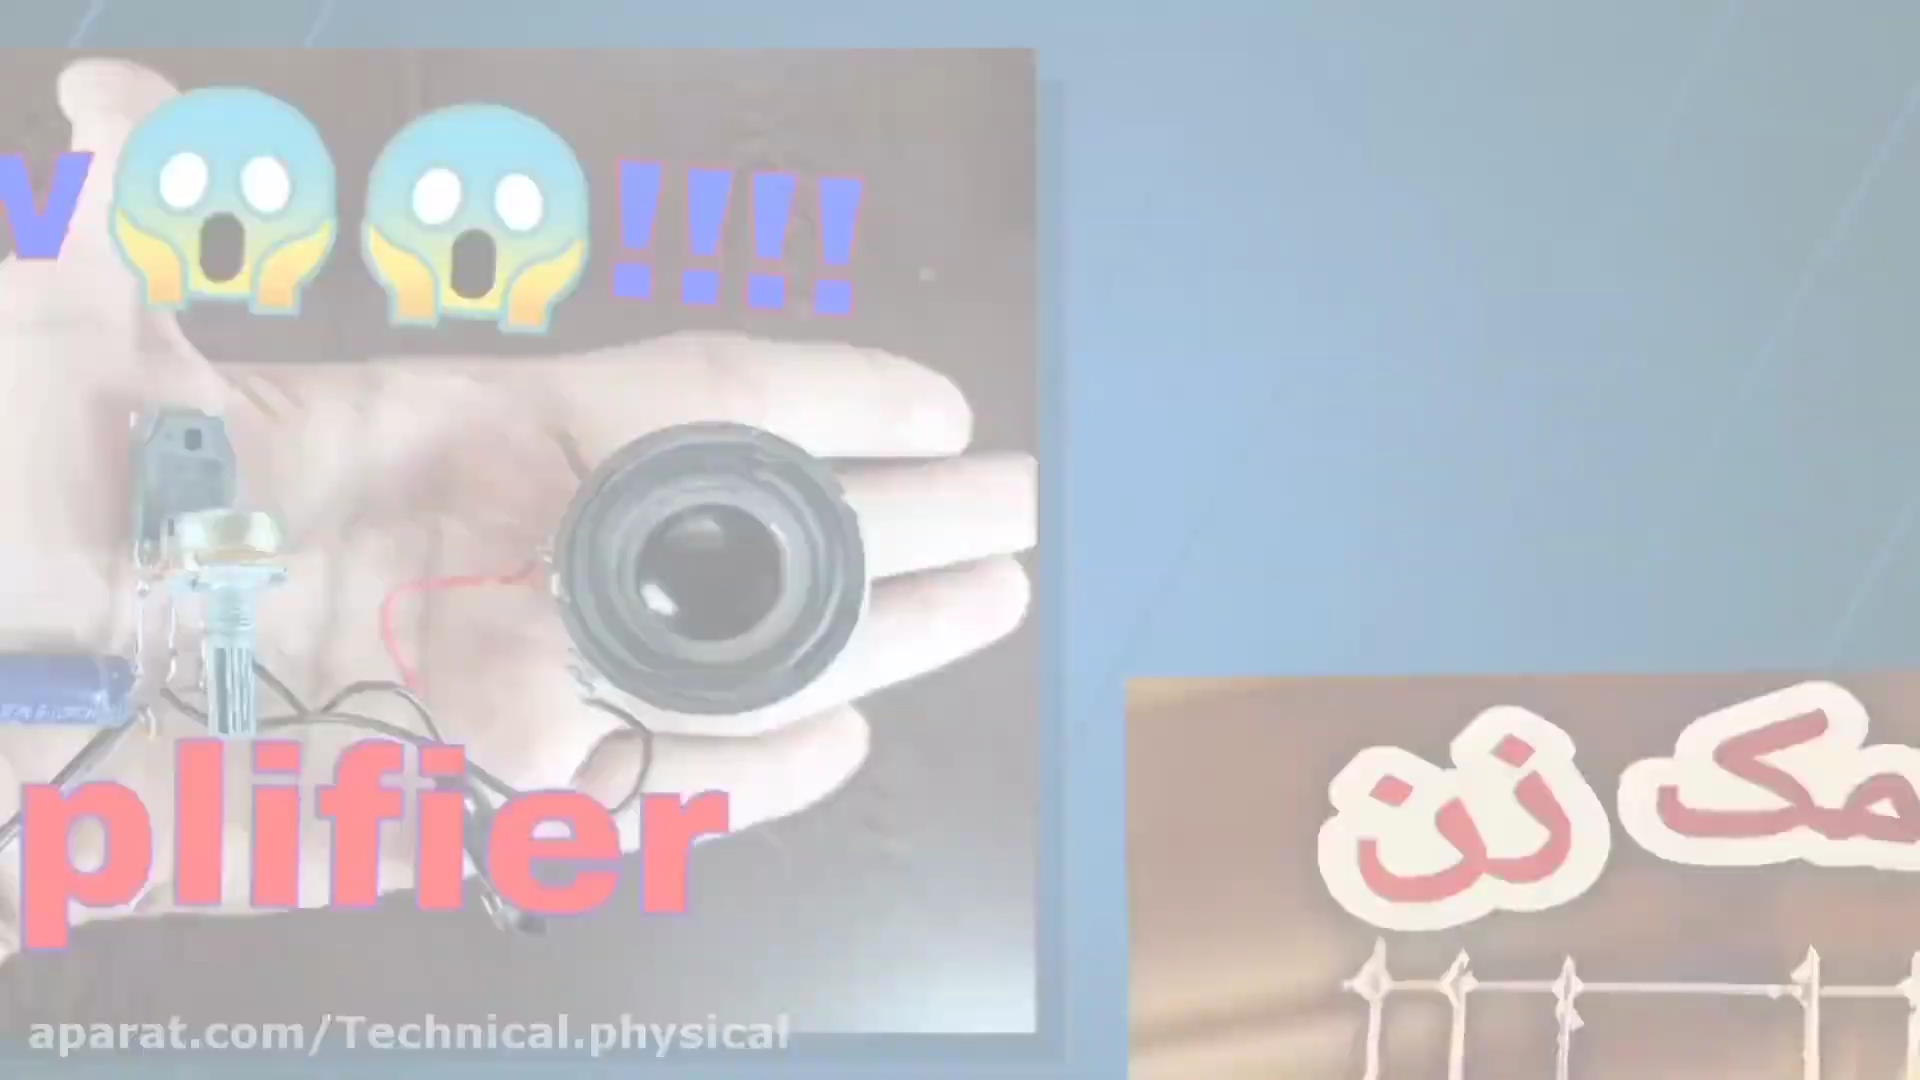 v😱😱!!!!
plifier
مک زن
aparat.com/Technical.physical